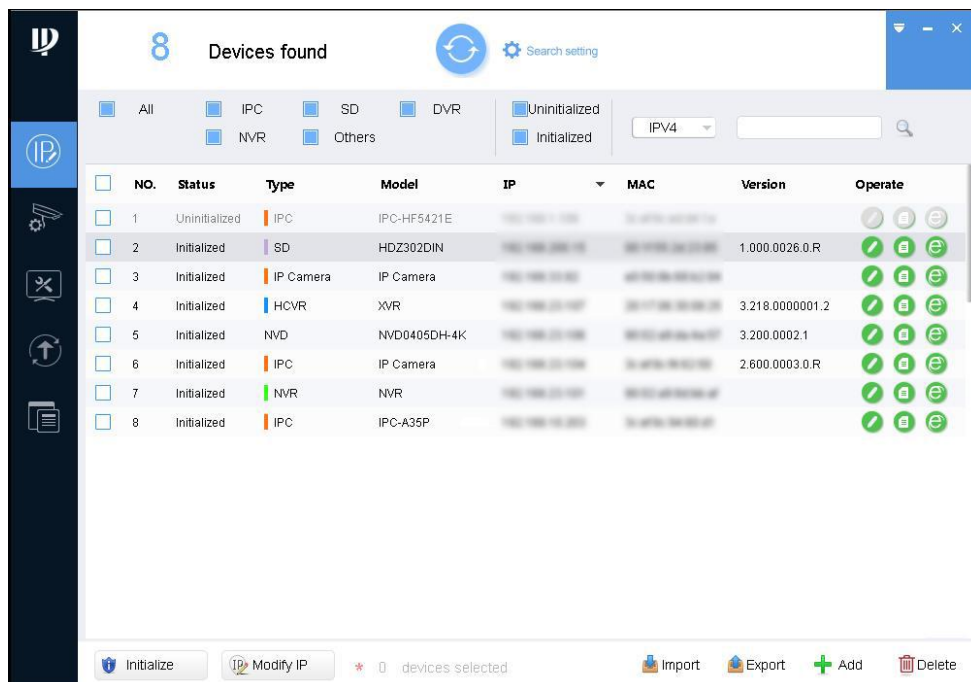 8 Devices found Search setting
All IPC SD DVR Uninitialized
NVR Others Initialized IPV4
NO. Status Type Model IP MAC Version Operate
1 Uninitialized IPC IPC-HF5421E
2 Initialized SD HDZ302DIN 1.000.0026.0.R
3 Initialized IP Camera IP Camera
4 Initialized HCVR XVR 3.218.0000001.2
5 Initialized NVD NVD0405DH-4K 3.200.0002.1
6 Initialized IPC IP Camera 2.600.0003.0.R
7 Initialized NVR NVR
8 Initialized IPC IPC-A35P
Initialize IP Modify IP * 0 devices selected Import Export Add Delete